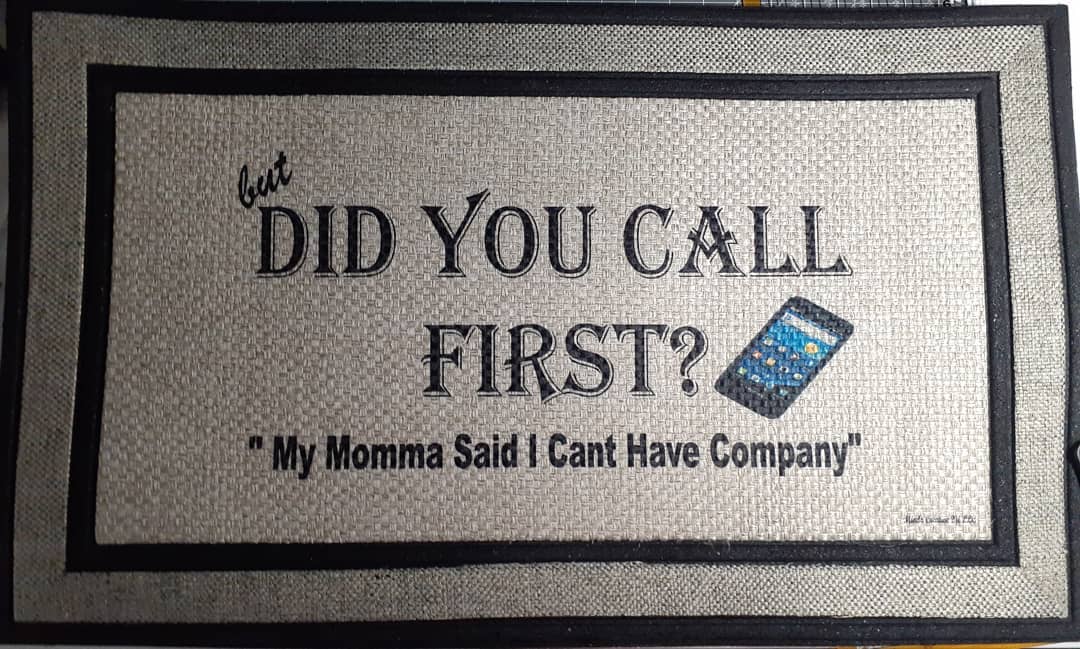 but
DID YOU CALL
FIRST?
" My Momma Said I Cant Have Company"